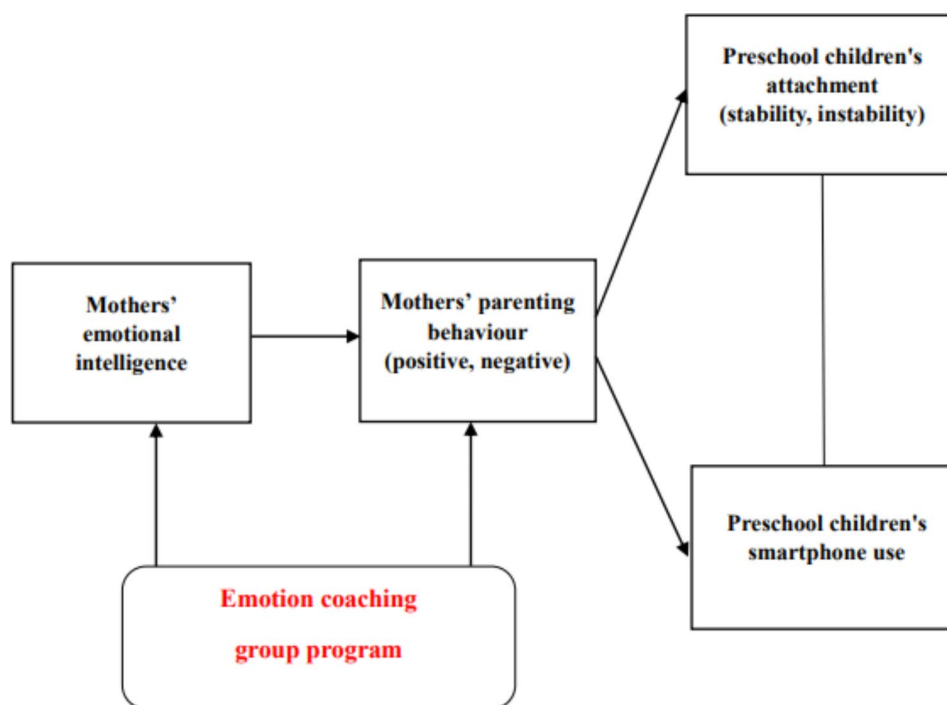 Preschool children's
attachment
(stability, instability)
Mothers’
emotional
intelligence
Mothers’ parenting
behaviour
(positive, negative)
Preschool children's
smartphone use
Emotion coaching
group program